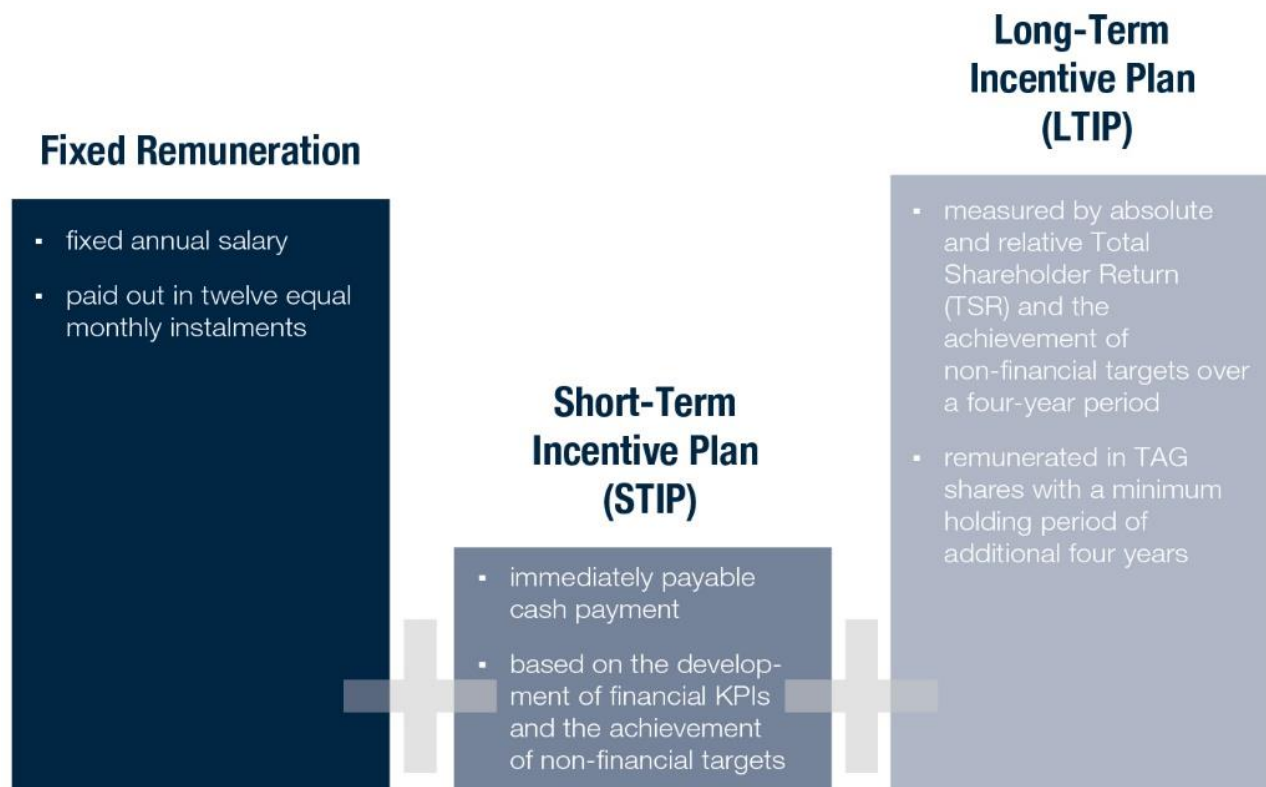 Fixed Remuneration
▪ fixed annual salary
▪ paid out in twelve equal
monthly instalments
Short-Term
Incentive Plan
(STIP)
▪ immediately payable
cash payment
▪ based on the develop-
ment of financial KPIs
and the achievement
of non-financial targets
Long-Term
Incentive Plan
(LTIP)
▪ measured by absolute
and relative Total
Shareholder Return
(TSR) and the
achievement of
non-financial targets over
a four-year period
▪ remunerated in TAG
shares with a minimum
holding period of
additional four years